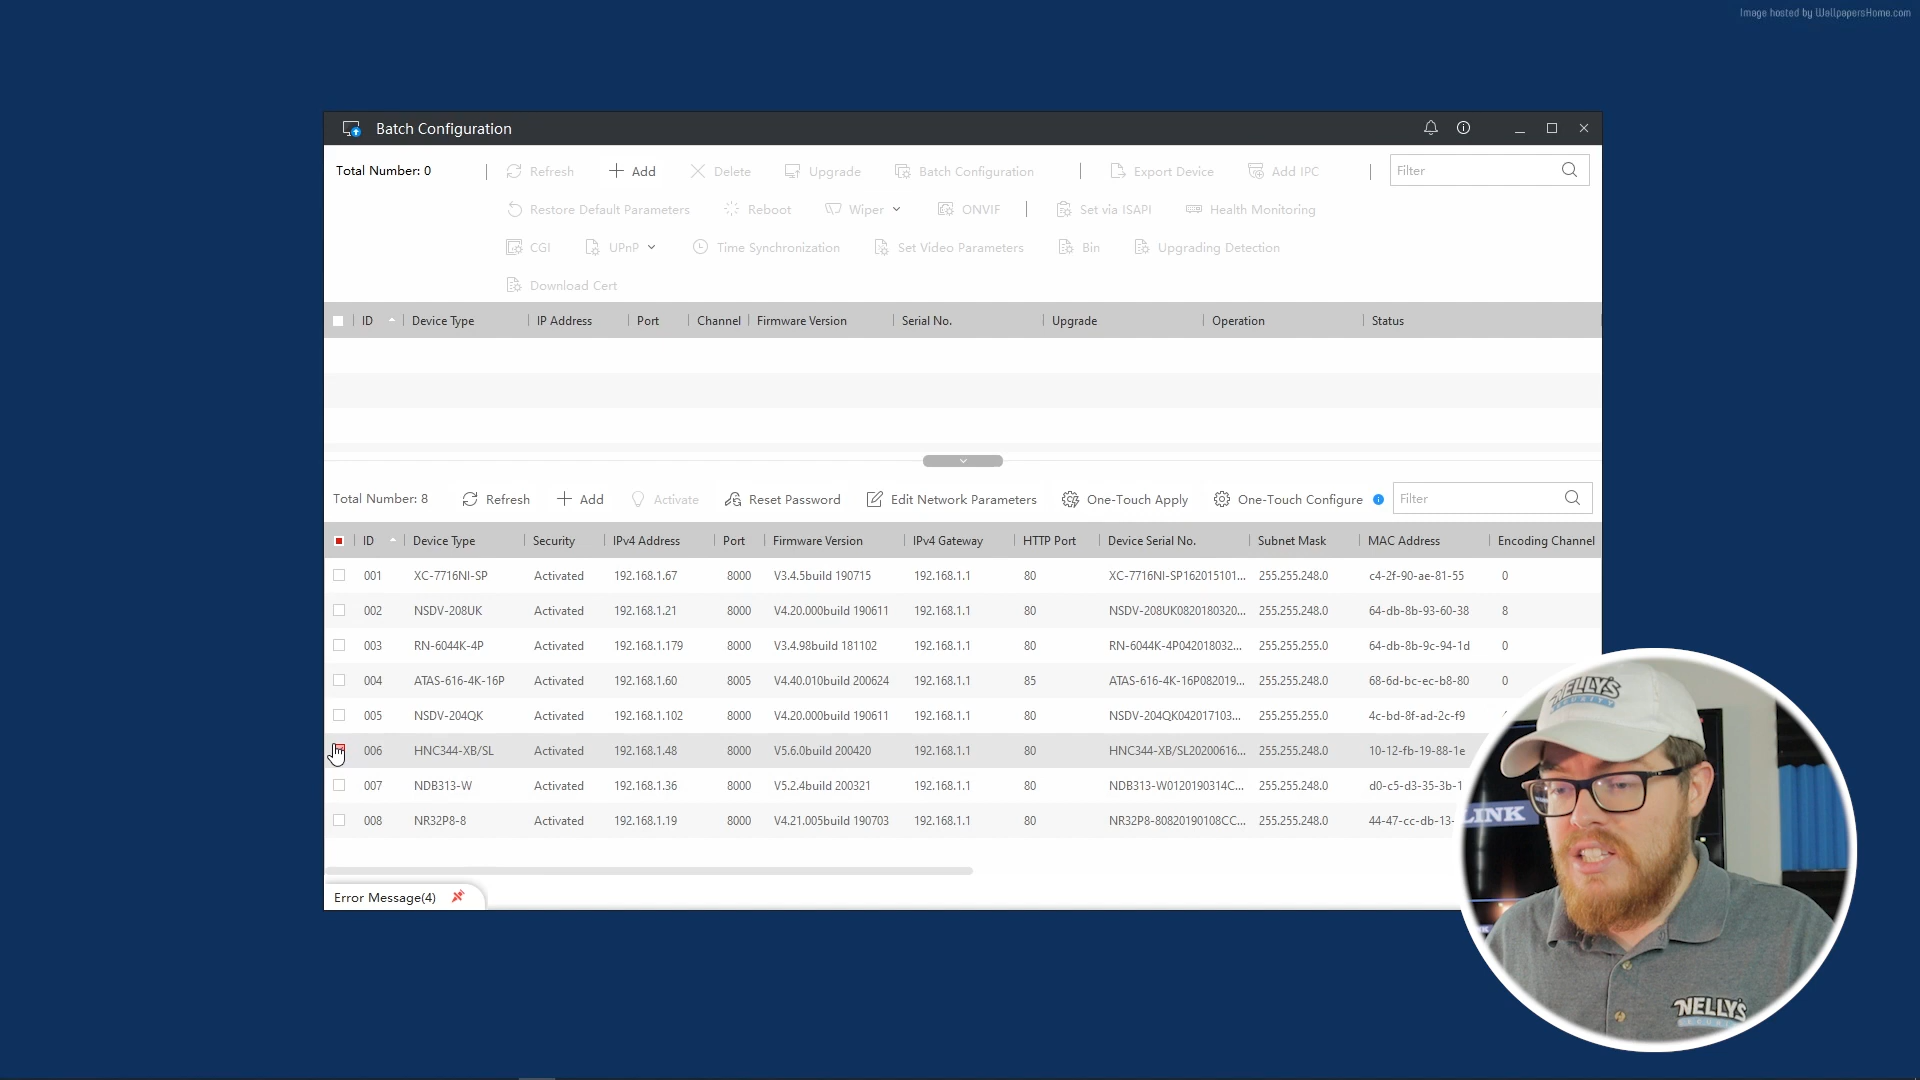 Image hosted by WallpapersHome.com
Batch Configuration
Total Number: 0
Refresh
Add
Delete
Upgrade
Batch Configuration
Export Device
Add IPC
Filter
Restore Default Parameters
Reboot
Wiper
ONVIF
Set via ISAPI
Health Monitoring
CGI
UPnP
Time Synchronization
Set Video Parameters
Bin
Upgrading Detection
Download Cert
ID Device Type IP Address Port Channel Firmware Version Serial No. Upgrade Operation Status
Total Number: 8
Refresh
Add
Activate
Reset Password
Edit Network Parameters
One-Touch Apply
One-Touch Configure
Filter
ID Device Type Security IPv4 Address Port Firmware Version IPv4 Gateway HTTP Port Device Serial No. Subnet Mask MAC Address Encoding Channel
001 XC-7716NI-SP Activated 192.168.1.67 8000 V3.4.5build 190715 192.168.1.1 80 XC-7716NI-SP162015101... 255.255.248.0 c4-2f-90-ae-81-55 0
002 NSDV-208UK Activated 192.168.1.21 8000 V4.20.000build 190611 192.168.1.1 80 NSDV-208UK0820180320... 255.255.248.0 64-db-8b-93-60-38 8
003 RN-6044K-4P Activated 192.168.1.179 8000 V3.4.98build 181102 192.168.1.1 80 RN-6044K-4P042018032... 255.255.255.0 64-db-8b-9c-94-1d 0
004 ATAS-616-4K-16P Activated 192.168.1.60 8005 V4.40.010build 200624 192.168.1.1 85 ATAS-616-4K-16P082019... 255.255.248.0 68-6d-bc-ec-b8-80 0
005 NSDV-204QK Activated 192.168.1.102 8000 V4.20.000build 190611 192.168.1.1 80 NSDV-204QK042017103... 255.255.255.0 4c-bd-8f-ad-2c-f9
006 HNC344-XB/SL Activated 192.168.1.48 8000 V5.6.0build 200420 192.168.1.1 80 HNC344-XB/SL20200616... 255.255.248.0 10-12-fb-19-88-1e
007 NDB313-W Activated 192.168.1.36 8000 V5.2.4build 200321 192.168.1.1 80 NDB313-W0120190314C... 255.255.248.0 d0-c5-d3-35-3b-1
008 NR32P8-8 Activated 192.168.1.19 8000 V4.21.005build 190703 192.168.1.1 80 NR32P8-80820190108CC... 255.255.248.0 44-47-cc-db-13-
Error Message(4)
NELLY'S
SECURITY
LINK
NELLY'S